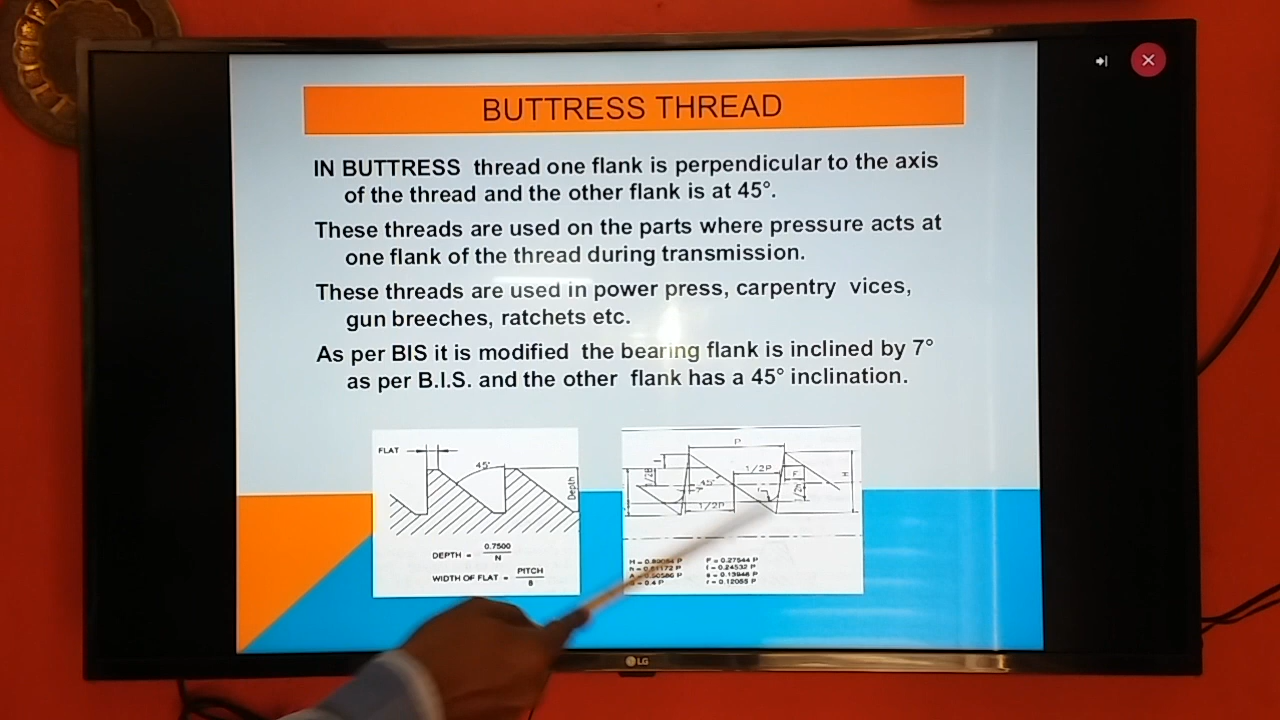 BUTTRESS THREAD
IN BUTTRESS thread one flank is perpendicular to the axis
of the thread and the other flank is at 45°.
These threads are used on the parts where pressure acts at
one flank of the thread during transmission.
These threads are used in power press, carpentry vices,
gun breeches, ratchets etc.
As per BIS it is modified the bearing flank is inclined by 7°
as per B.I.S. and the other flank has a 45° inclination.
FLAT
45°
Depth
DEPTH = 0.7500
N
WIDTH OF FLAT = PITCH
8
P
1/2P
F
H
45°
1/2P
F = 0.27544 P
f = 0.24532 P
e = 0.13946 P
r = 0.12055 P
= 0.4 P
LG